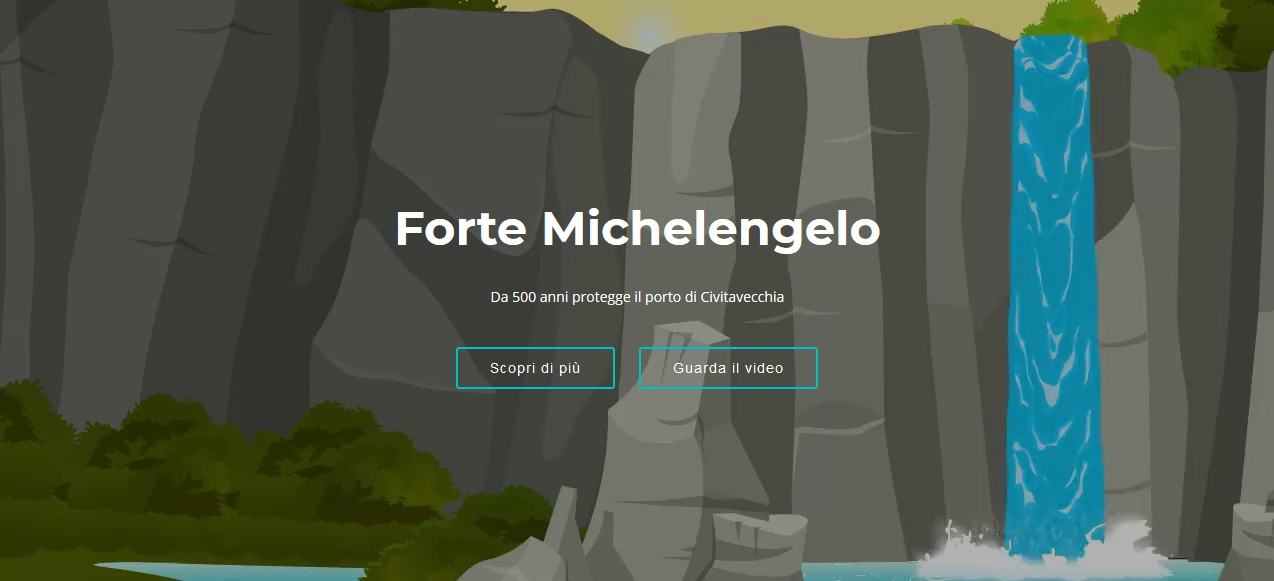 Forte Michelengelo
Da 500 anni protegge il porto di Civitavecchia
Scopri di più
Guarda il video